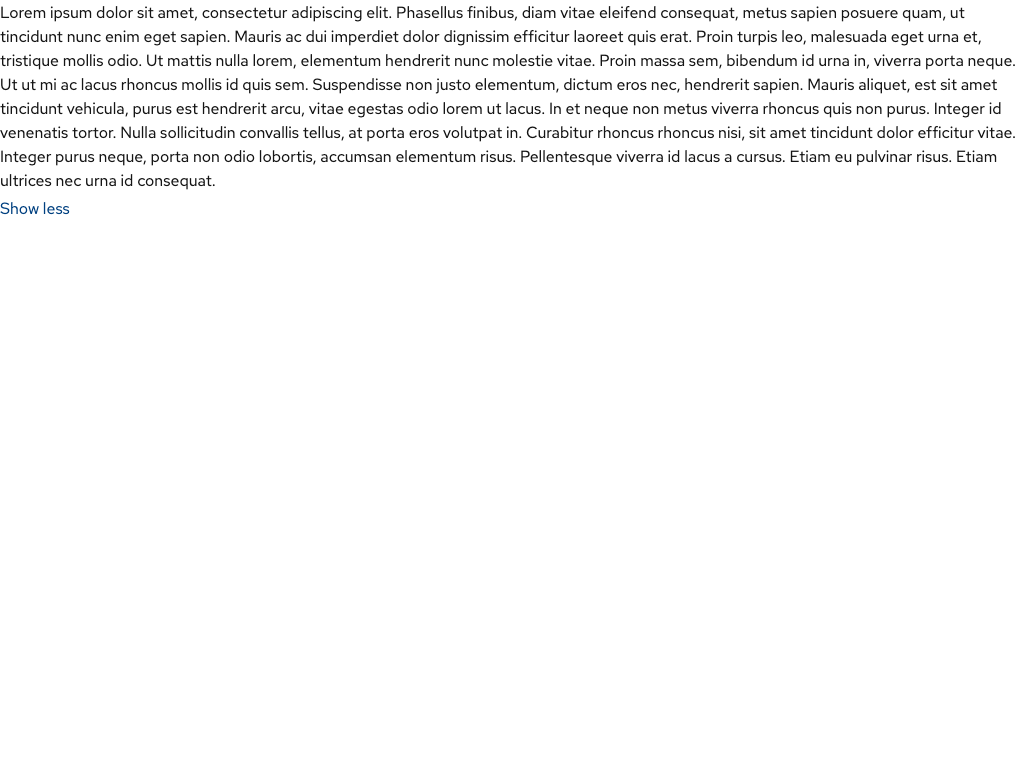 Lorem ipsum dolor sit amet, consectetur adipiscing elit. Phasellus finibus, diam vitae eleifend consequat, metus sapien posuere quam, ut
tincidunt nunc enim eget sapien. Mauris ac dui imperdiet dolor dignissim efficitur laoreet quis erat. Proin turpis leo, malesuada eget urna et,
tristique mollis odio. Ut mattis nulla lorem, elementum hendrerit nunc molestie vitae. Proin massa sem, bibendum id urna in, viverra porta neque.
Ut ut mi ac lacus rhoncus mollis id quis sem. Suspendisse non justo elementum, dictum eros nec, hendrerit sapien. Mauris aliquet, est sit amet
tincidunt vehicula, purus est hendrerit arcu, vitae egestas odio lorem ut lacus. In et neque non metus viverra rhoncus quis non purus. Integer id
venenatis tortor. Nulla sollicitudin convallis tellus, at porta eros volutpat in. Curabitur rhoncus rhoncus nisi, sit amet tincidunt dolor efficitur vitae.
Integer purus neque, porta non odio lobortis, accumsan elementum risus. Pellentesque viverra id lacus a cursus. Etiam eu pulvinar risus. Etiam
ultrices nec urna id consequat.
Show less